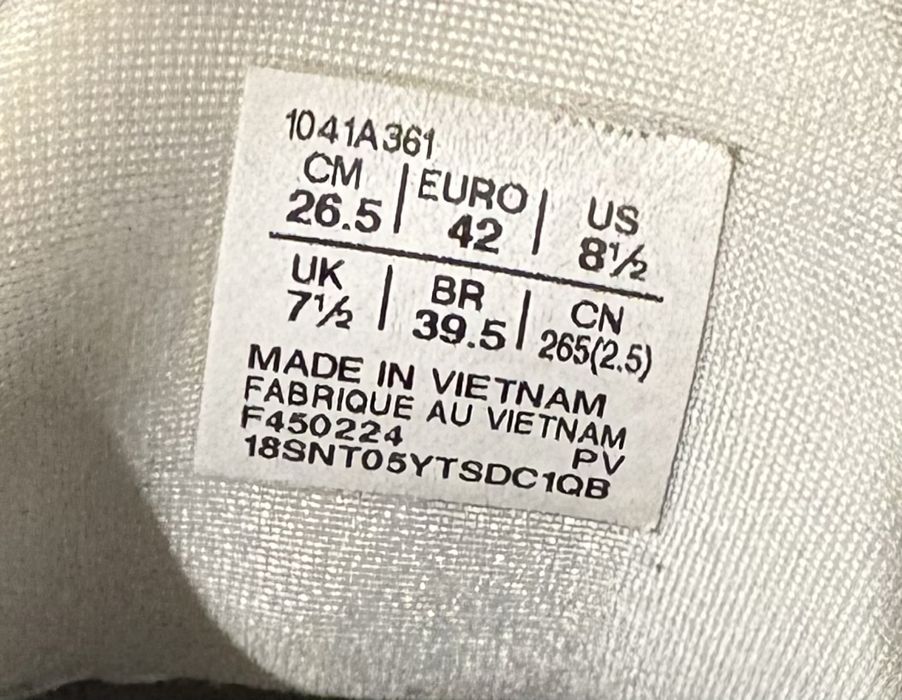 1041A361
CM | EURO | US
26.5 | 42 | 8½
UK | BR | CN
7½ | 39.5 | 265(2.5)
MADE IN VIETNAM
FABRIQUE AU VIETNAM
F450224 PV
18SNT05YTSDC1QB